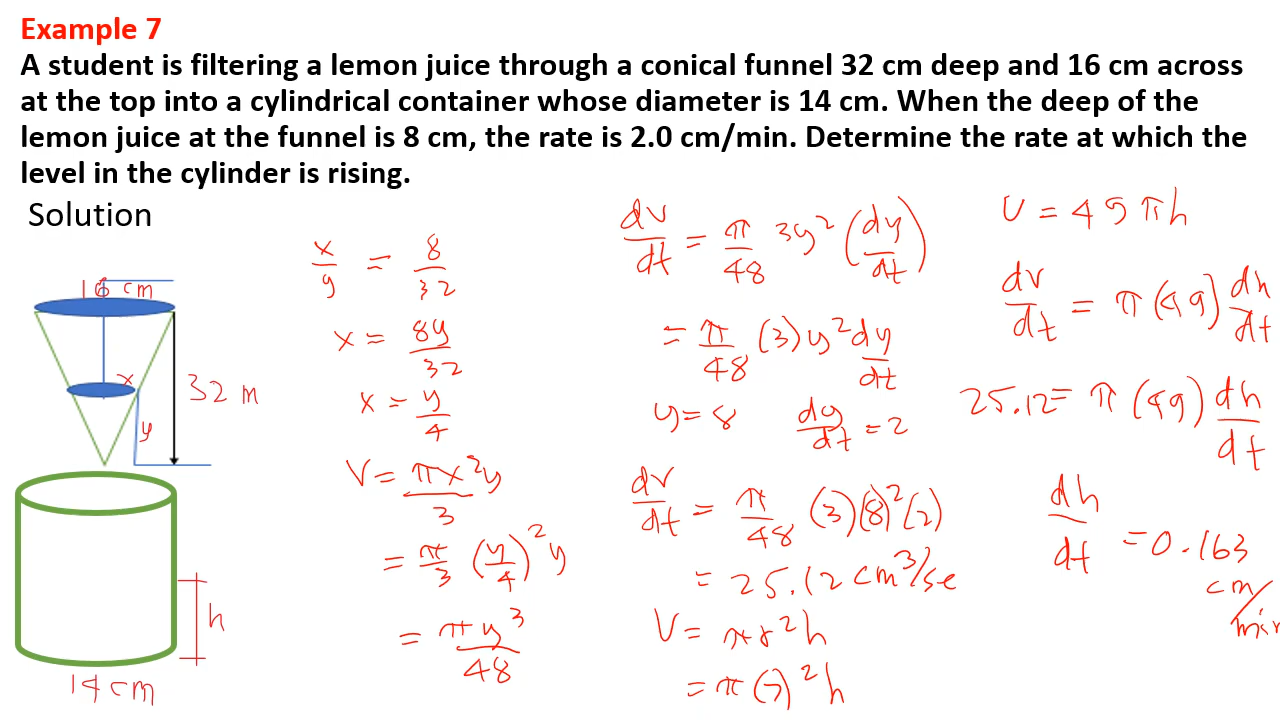 Example 7
A student is filtering a lemon juice through a conical funnel 32 cm deep and 16 cm across
at the top into a cylindrical container whose diameter is 14 cm. When the deep of the
lemon juice at the funnel is 8 cm, the rate is 2.0 cm/min. Determine the rate at which the
level in the cylinder is rising.
Solution
16 cm
x
32 m
y
h
14 cm
x/y = 8/32
x = 8y/32
x = y/4
V = πx²y/3
= π/3 (y/4)² y
= πy³/48
dv/dt = π/48 3y² (dy/dt)
= π/48 (3) y² dy/dt
y = 8 dy/dt = 2
dv/dt = π/48 (3)(8)²(2)
= 25.12 cm³/se
V = πr²h
= π(7)²h
V = 49πh
dv/dt = π(49) dh/dt
25.12 = π(49) dh/dt
dh/dt = 0.163
cm/min